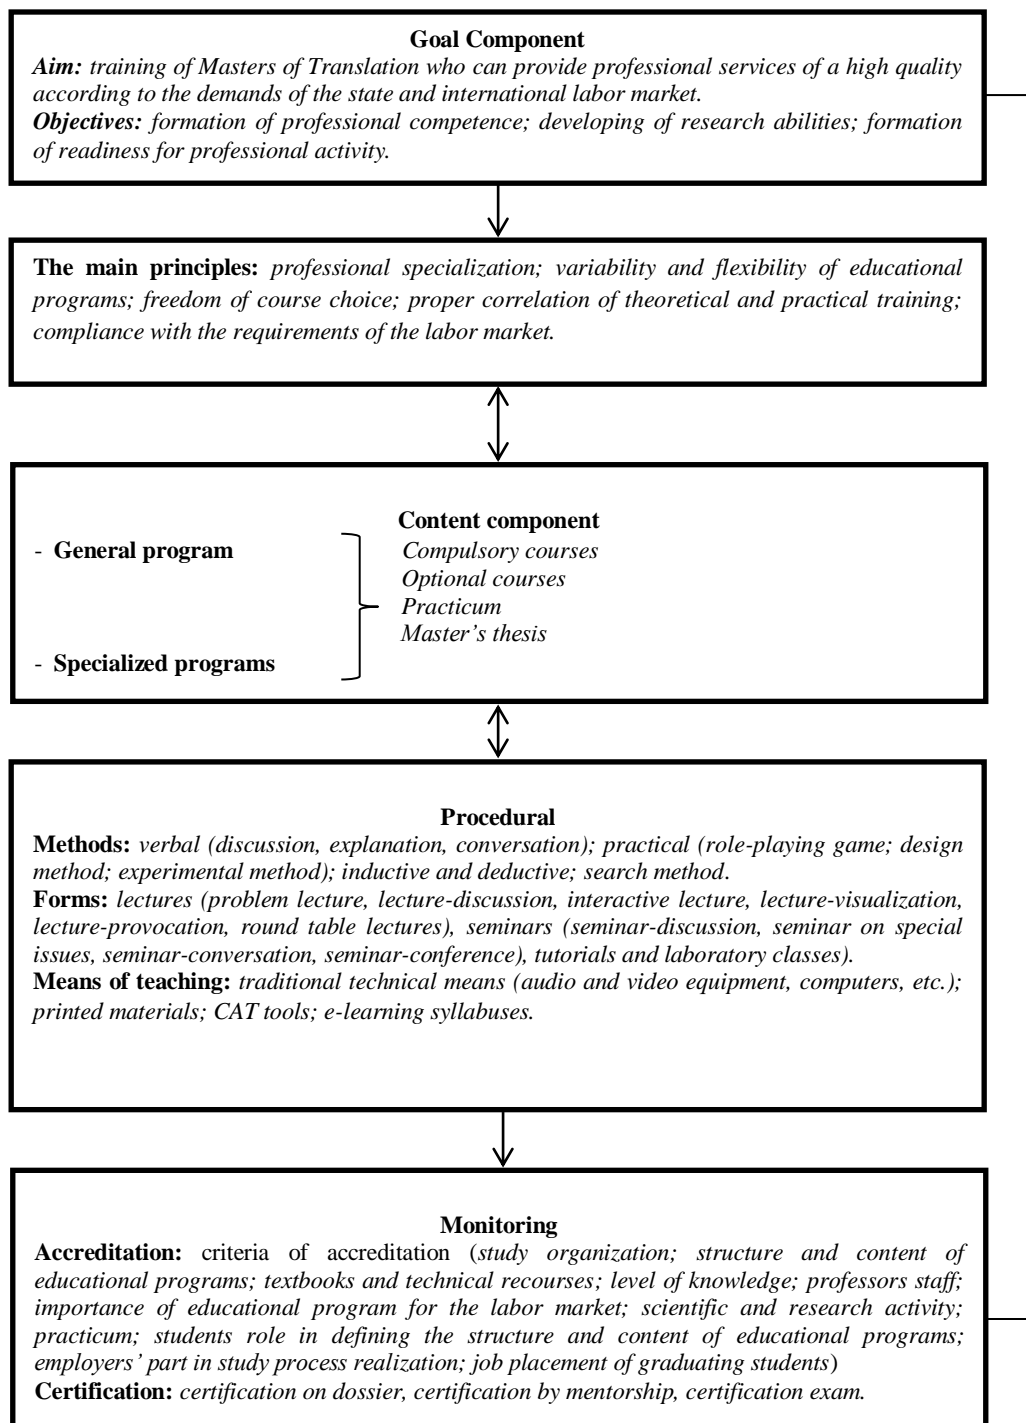 Goal Component
Aim: training of Masters of Translation who can provide professional services of a high quality
according to the demands of the state and international labor market.
Objectives: formation of professional competence; developing of research abilities; formation
of readiness for professional activity.
The main principles: professional specialization; variability and flexibility of educational
programs; freedom of course choice; proper correlation of theoretical and practical training;
compliance with the requirements of the labor market.
Content component
- General program
Compulsory courses
Optional courses
Practicum
Master’s thesis
- Specialized programs
Procedural
Methods: verbal (discussion, explanation, conversation); practical (role-playing game; design
method; experimental method); inductive and deductive; search method.
Forms: lectures (problem lecture, lecture-discussion, interactive lecture, lecture-visualization,
lecture-provocation, round table lectures), seminars (seminar-discussion, seminar on special
issues, seminar-conversation, seminar-conference), tutorials and laboratory classes).
Means of teaching: traditional technical means (audio and video equipment, computers, etc.);
printed materials; CAT tools; e-learning syllabuses.
Monitoring
Accreditation: criteria of accreditation (study organization; structure and content of
educational programs; textbooks and technical recourses; level of knowledge; professors staff;
importance of educational program for the labor market; scientific and research activity;
practicum; students role in defining the structure and content of educational programs;
employers’ part in study process realization; job placement of graduating students)
Certification: certification on dossier, certification by mentorship, certification exam.